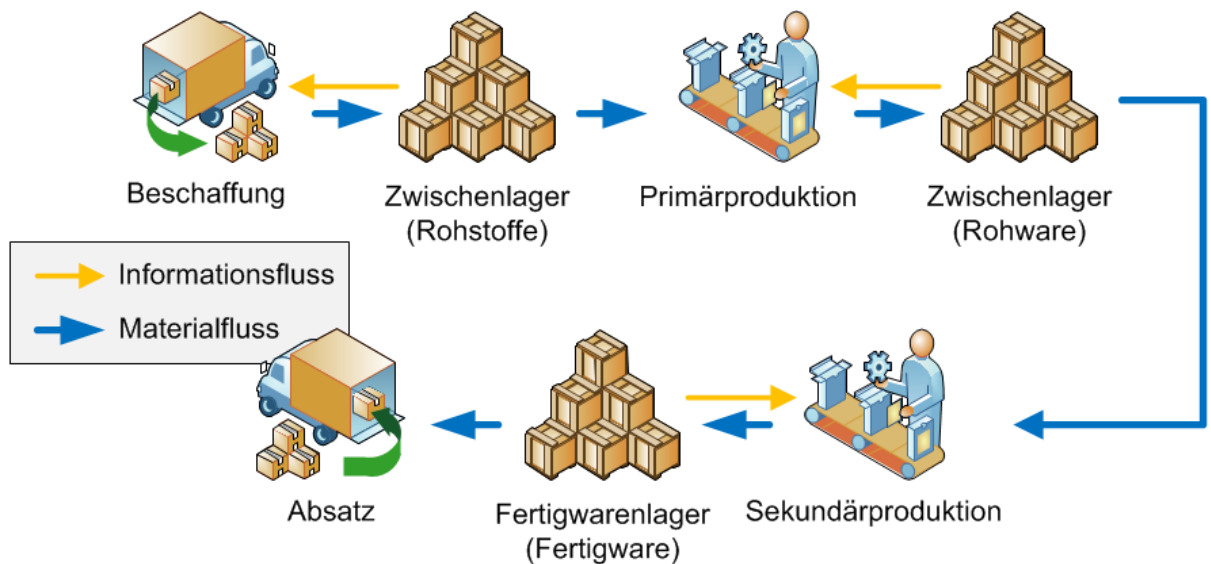 Beschaffung
Zwischenlager
(Rohstoffe)
Primärproduktion
Zwischenlager
(Rohware)
Informationsfluss
Materialfluss
Absatz
Fertigwarenlager
(Fertigware)
Sekundärproduktion